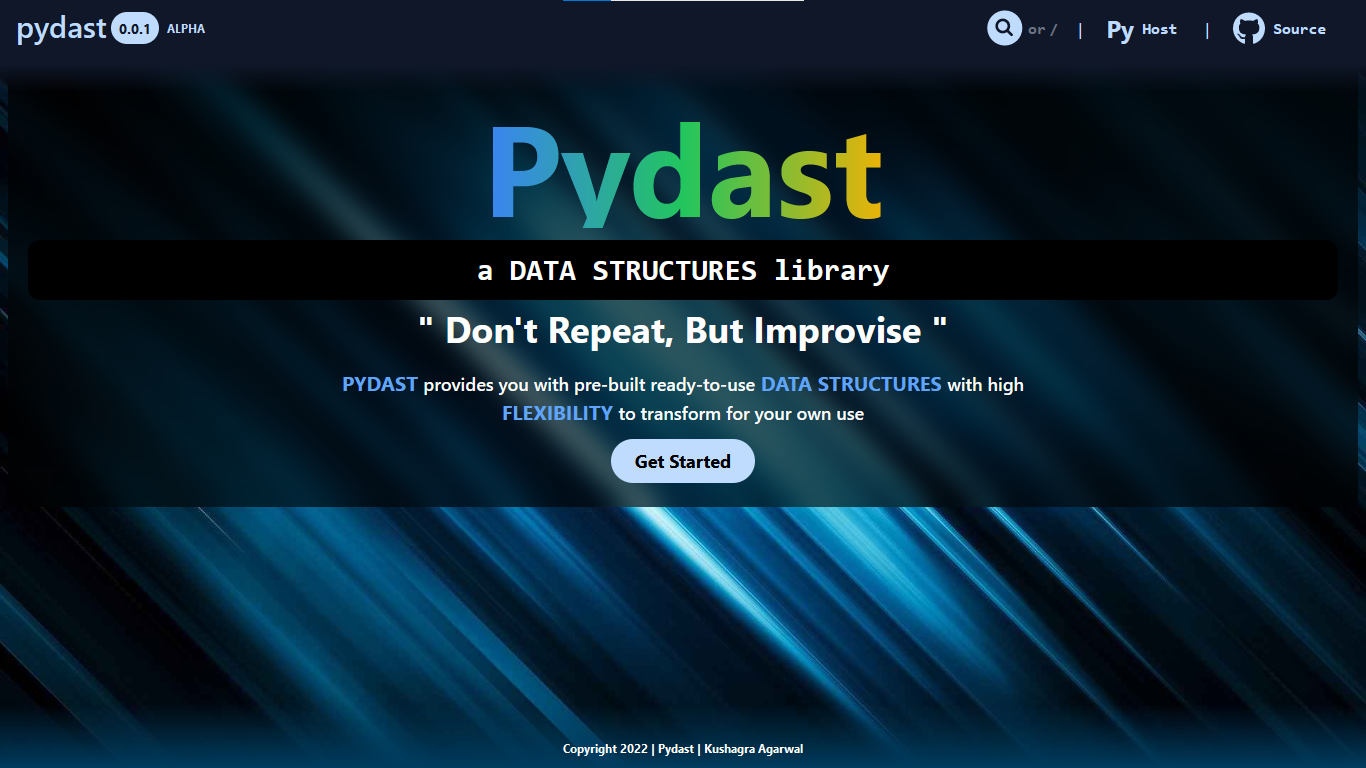 pydast 0.0.1 ALPHA or / | Py Host | Source
Pydast
a DATA STRUCTURES library
" Don't Repeat, But Improvise "
PYDAST provides you with pre-built ready-to-use DATA STRUCTURES with high
FLEXIBILITY to transform for your own use
Get Started
Copyright 2022 | Pydast | Kushagra Agarwal